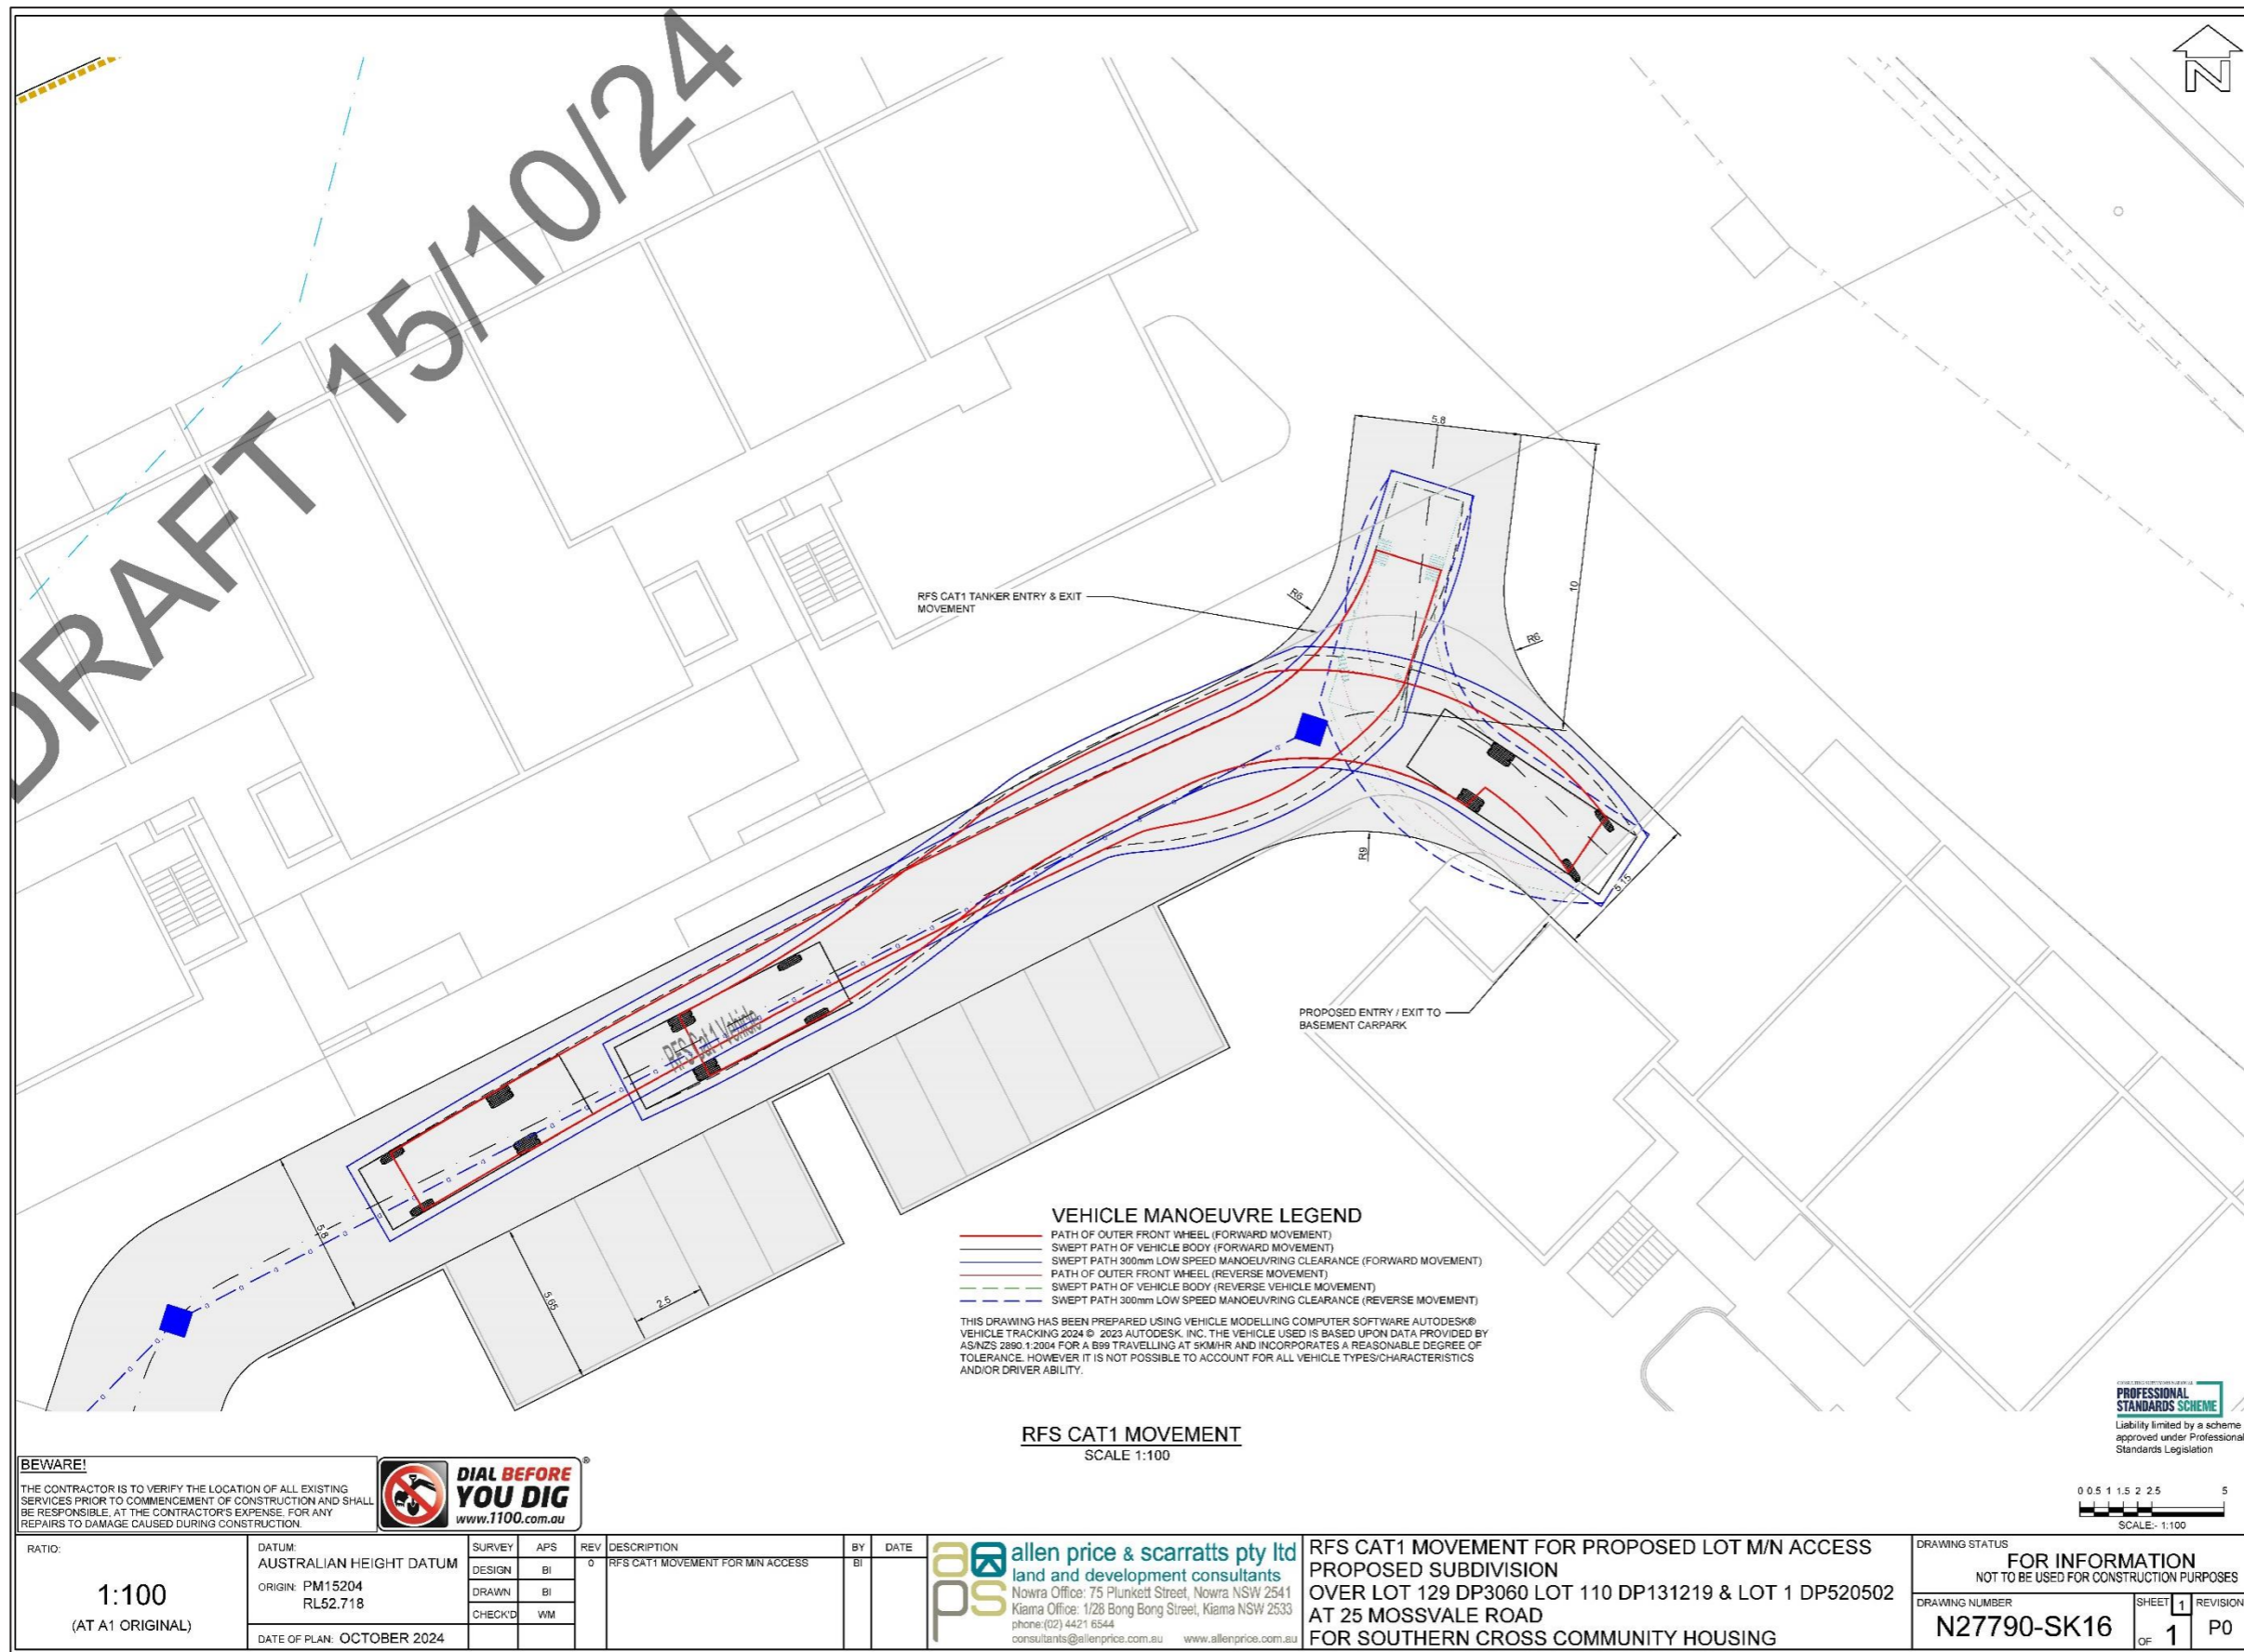 DRAFT 15/10/24
N
5.8
10
R6
R6
RFS CAT1 TANKER ENTRY & EXIT
MOVEMENT
R9
5.15
PROPOSED ENTRY / EXIT TO
BASEMENT CARPARK
RFS Cat 1 Vehicle
5.8
5.65
2.5
VEHICLE MANOEUVRE LEGEND
PATH OF OUTER FRONT WHEEL (FORWARD MOVEMENT)
SWEPT PATH OF VEHICLE BODY (FORWARD MOVEMENT)
SWEPT PATH 300mm LOW SPEED MANOEUVRING CLEARANCE (FORWARD MOVEMENT)
PATH OF OUTER FRONT WHEEL (REVERSE MOVEMENT)
SWEPT PATH OF VEHICLE BODY (REVERSE VEHICLE MOVEMENT)
SWEPT PATH 300mm LOW SPEED MANOEUVRING CLEARANCE (REVERSE MOVEMENT)
THIS DRAWING HAS BEEN PREPARED USING VEHICLE MODELLING COMPUTER SOFTWARE AUTODESK®
VEHICLE TRACKING 2024 © 2023 AUTODESK, INC. THE VEHICLE USED IS BASED UPON DATA PROVIDED BY
AS/NZS 2890.1:2004 FOR A B99 TRAVELLING AT 5KM/HR AND INCORPORATES A REASONABLE DEGREE OF
TOLERANCE. HOWEVER IT IS NOT POSSIBLE TO ACCOUNT FOR ALL VEHICLE TYPES/CHARACTERISTICS
AND/OR DRIVER ABILITY.
RFS CAT1 MOVEMENT
SCALE 1:100
PROFESSIONAL
STANDARDS SCHEME
Liability limited by a scheme
approved under Professional
Standards Legislation
0 0.5 1 1.5 2 2.5 5
SCALE:- 1:100
BEWARE!
THE CONTRACTOR IS TO VERIFY THE LOCATION OF ALL EXISTING
SERVICES PRIOR TO COMMENCEMENT OF CONSTRUCTION AND SHALL
BE RESPONSIBLE, AT THE CONTRACTOR'S EXPENSE, FOR ANY
REPAIRS TO DAMAGE CAUSED DURING CONSTRUCTION.
DIAL BEFORE
YOU DIG
®
www.1100.com.au
RATIO:
1:100
(AT A1 ORIGINAL)
DATUM:
AUSTRALIAN HEIGHT DATUM
ORIGIN: PM15204
RL52.718
DATE OF PLAN: OCTOBER 2024
SURVEY APS
DESIGN BI
DRAWN BI
CHECK'D WM
REV DESCRIPTION BY DATE
0 RFS CAT1 MOVEMENT FOR M/N ACCESS BI
aps
allen price & scarratts pty ltd
land and development consultants
Nowra Office: 75 Plunkett Street, Nowra NSW 2541
Kiama Office: 1/28 Bong Bong Street, Kiama NSW 2533
phone:(02) 4421 6544
consultants@allenprice.com.au www.allenprice.com.au
RFS CAT1 MOVEMENT FOR PROPOSED LOT M/N ACCESS
PROPOSED SUBDIVISION
OVER LOT 129 DP3060 LOT 110 DP131219 & LOT 1 DP520502
AT 25 MOSSVALE ROAD
FOR SOUTHERN CROSS COMMUNITY HOUSING
DRAWING STATUS
FOR INFORMATION
NOT TO BE USED FOR CONSTRUCTION PURPOSES
DRAWING NUMBER
N27790-SK16
SHEET 1
OF 1
REVISION
P0